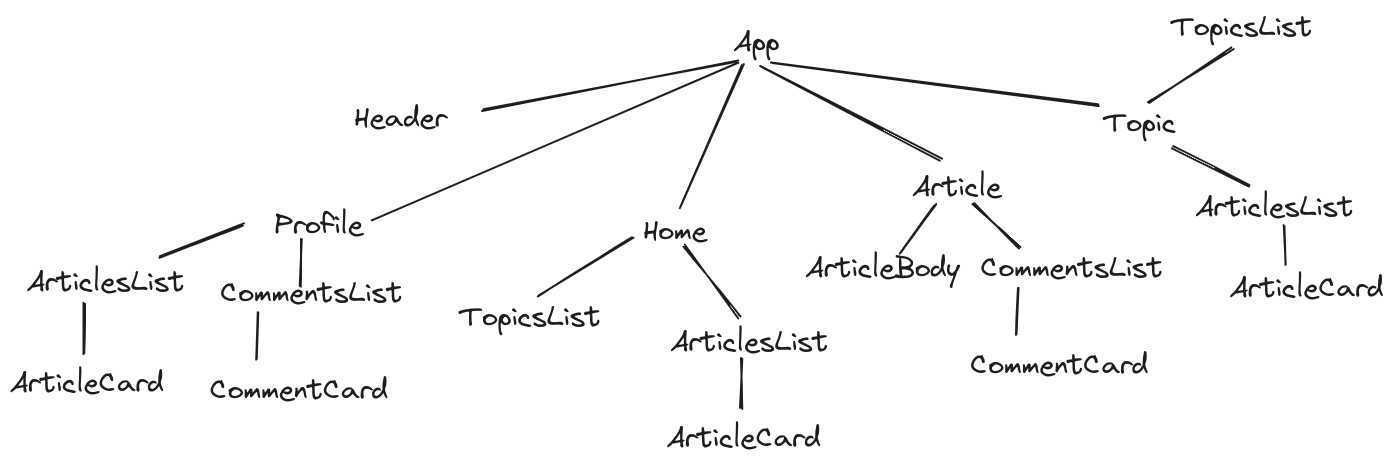 TopicsList
App
Header
Topic
Article
ArticlesList
Profile
Home
ArticleBody
CommentsList
ArticlesList
CommentsList
ArticleCard
TopicsList
ArticlesList
CommentCard
ArticleCard
CommentCard
ArticleCard